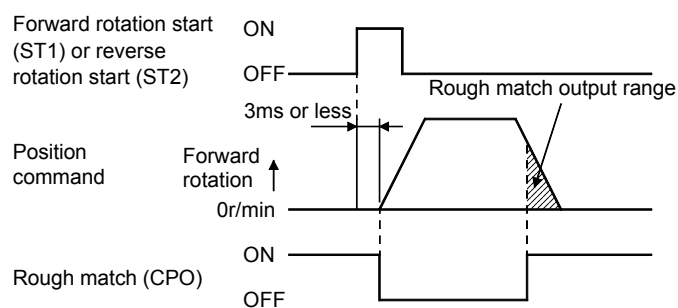 Forward rotation start
(ST1) or reverse
rotation start (ST2)
ON
OFF
Rough match output range
3ms or less
Position
command
Forward
rotation
0r/min
Rough match (CPO)
ON
OFF